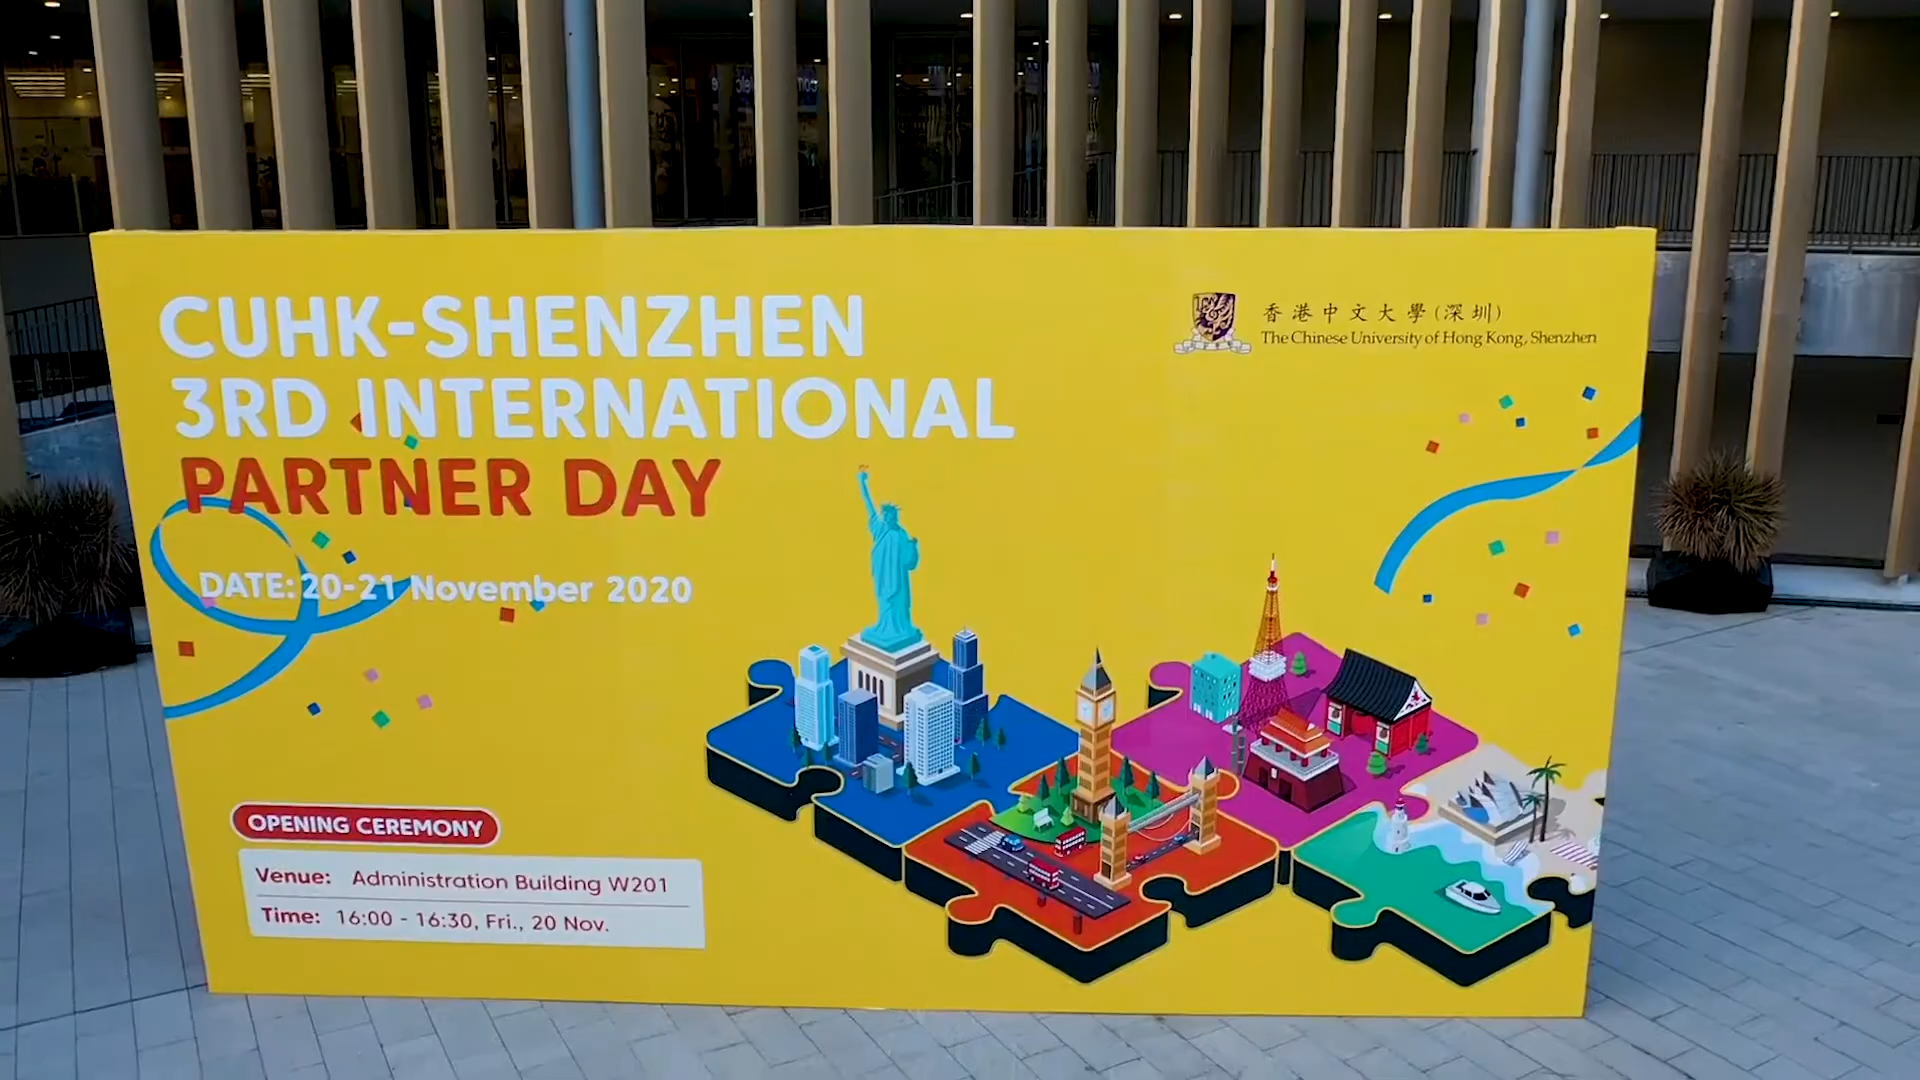 CUHK-SHENZHEN
3RD INTERNATIONAL
PARTNER DAY
DATE: 20-21 November 2020
香港中文大學(深圳)
The Chinese University of Hong Kong, Shenzhen
OPENING CEREMONY
Venue: Administration Building W201
Time: 16:00 - 16:30, Fri., 20 Nov.